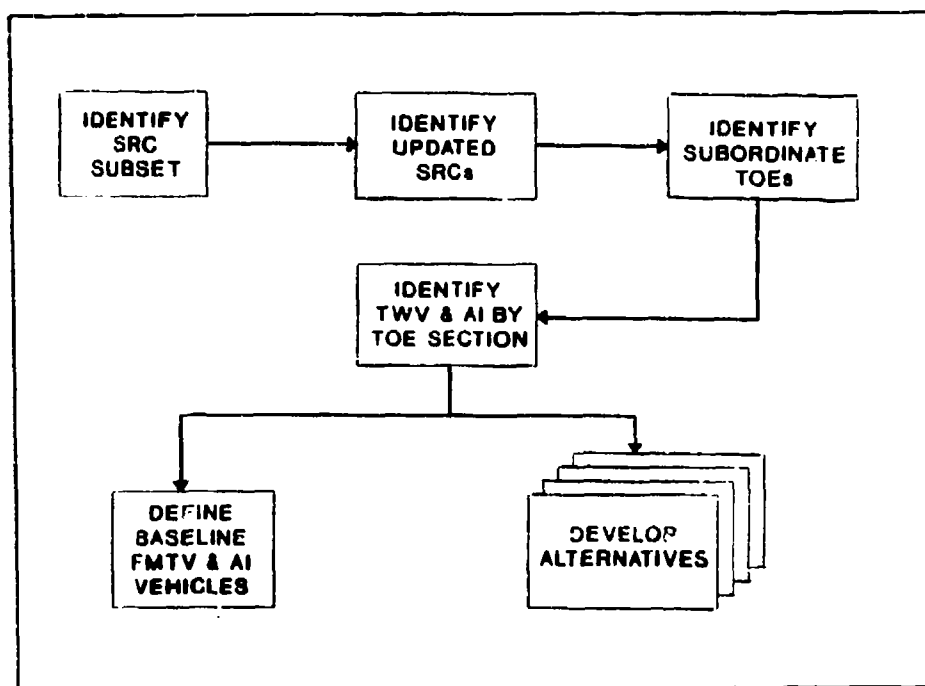 IDENTIFY
SRC
SUBSET
IDENTIFY
UPDATED
SRCs
IDENTIFY
SUBORDINATE
TOEs
IDENTIFY
TWV & AI BY
TOE SECTION
DEFINE
BASELINE
FMTV & AI
VEHICLES
DEVELOP
ALTERNATIVES